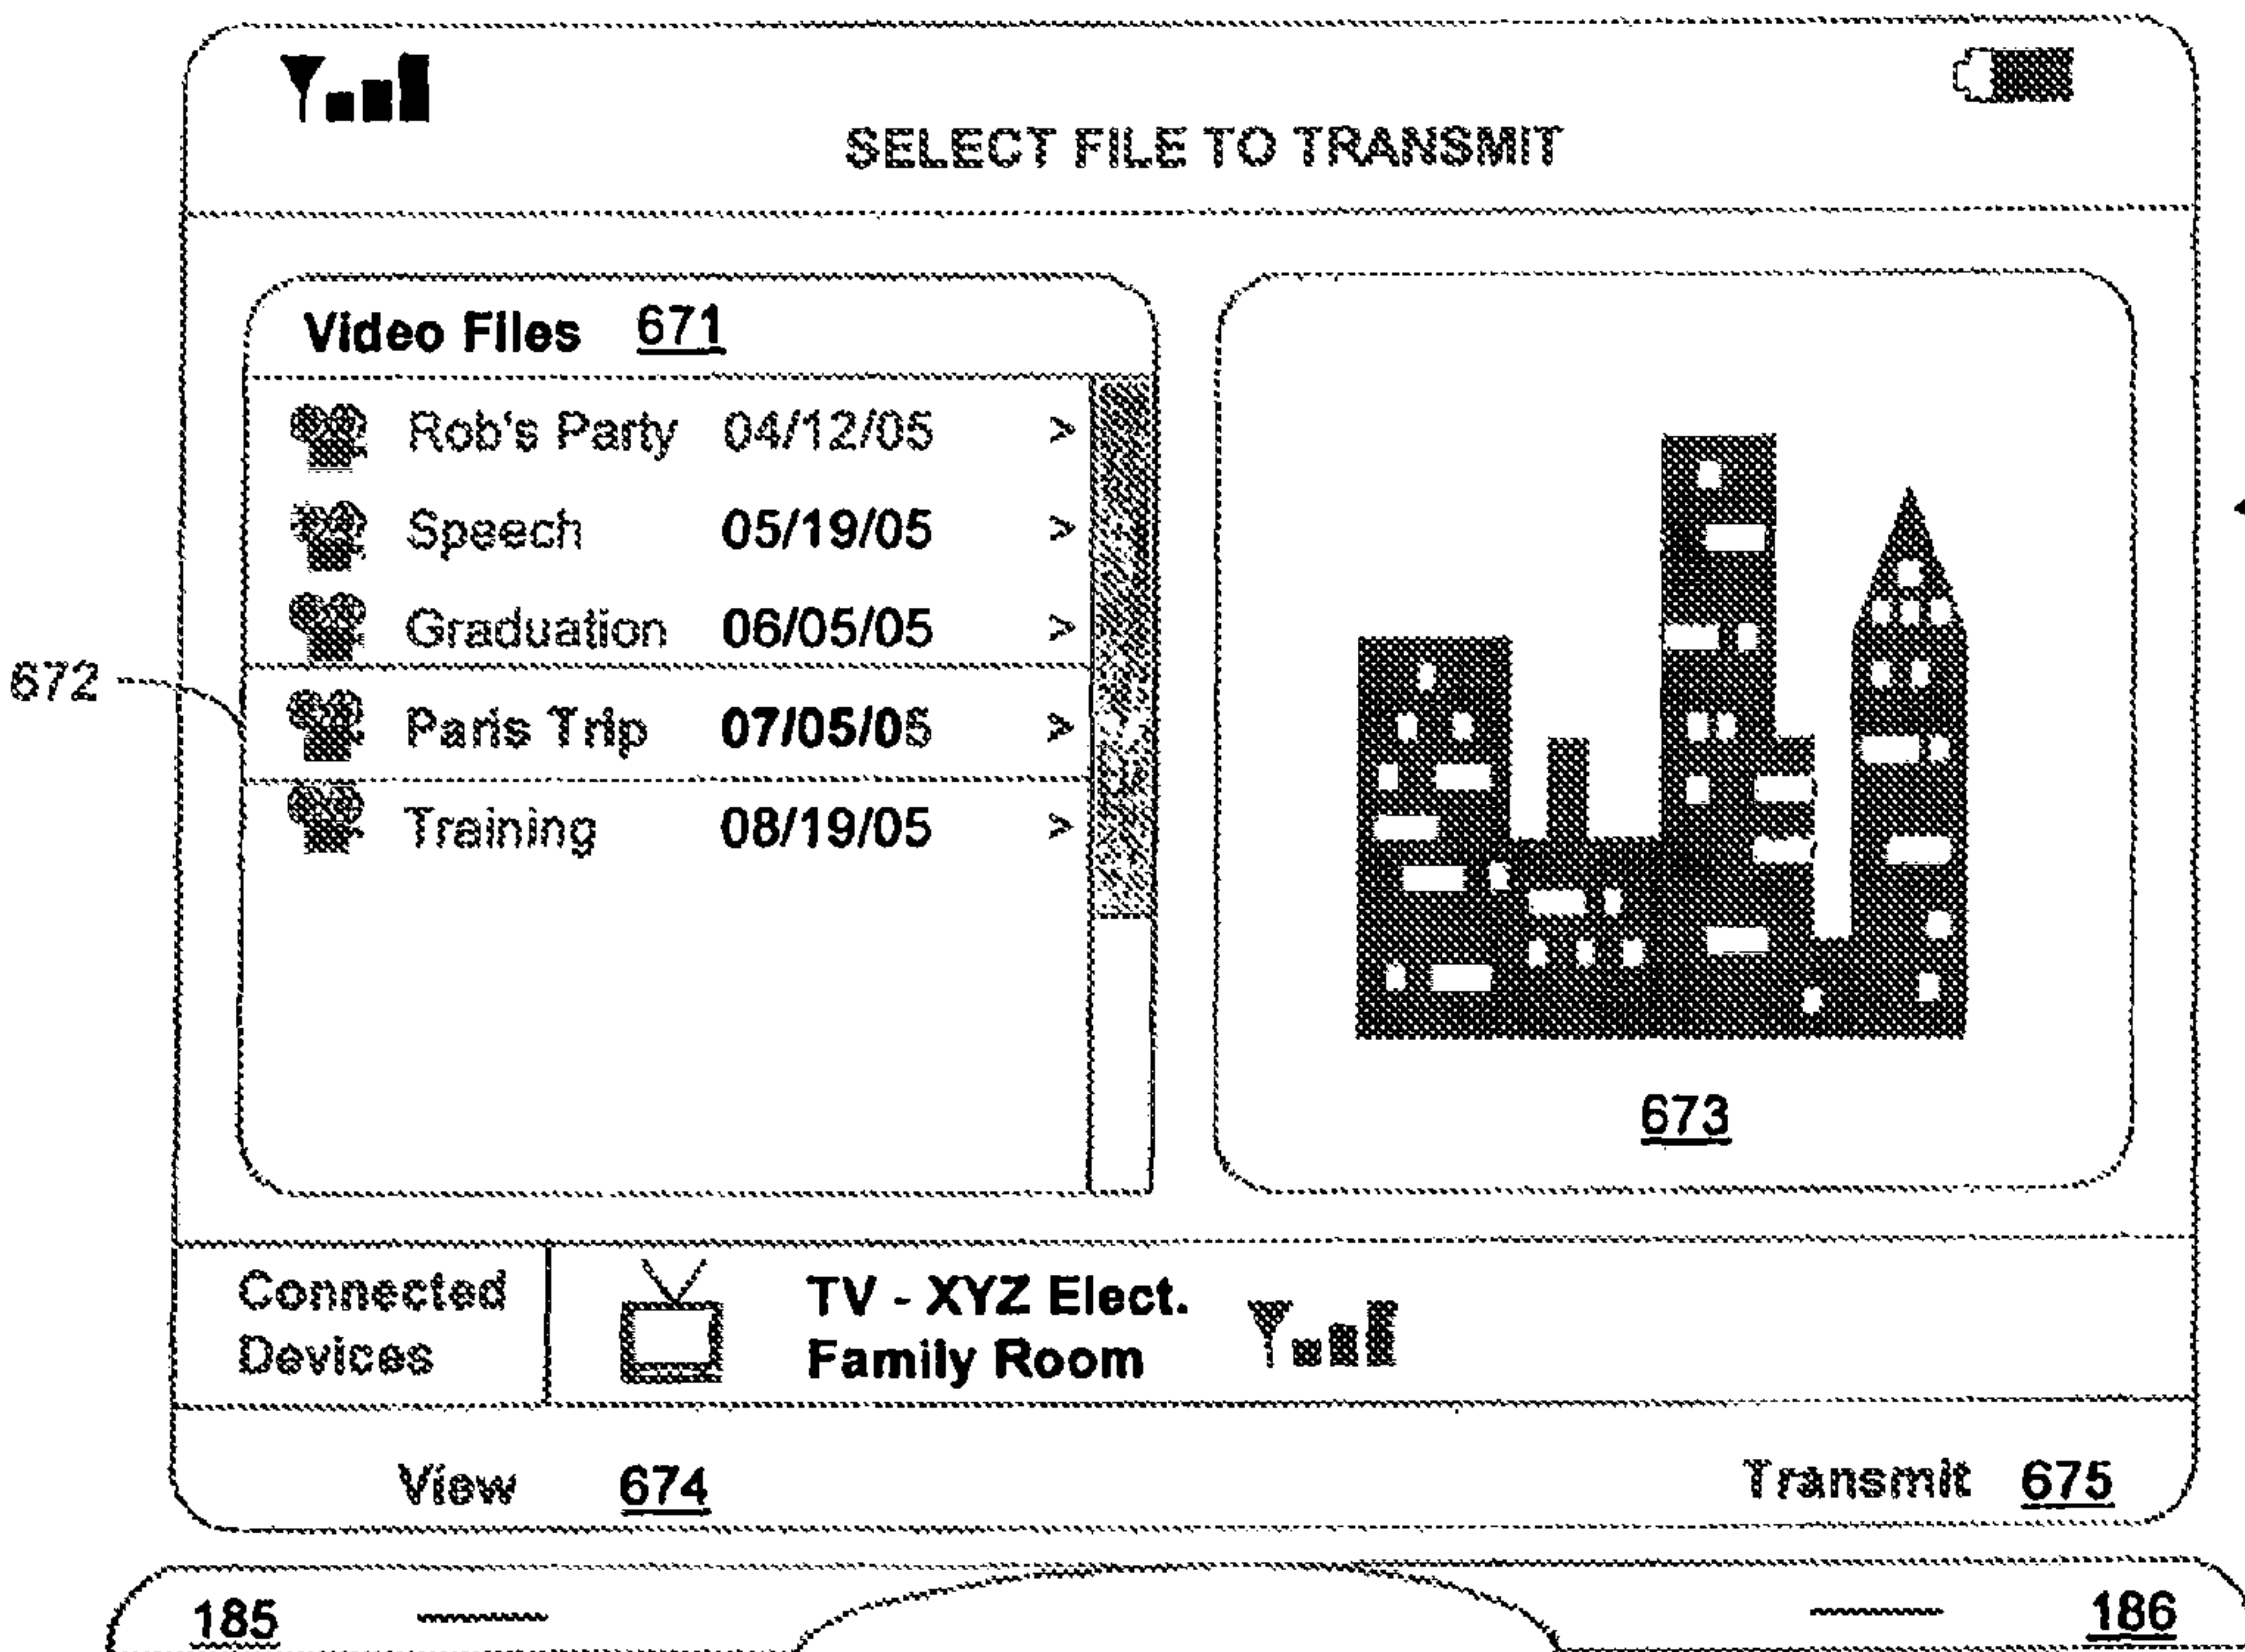 SELECT FILE TO TRANSMIT
Video Files 671
Rob's Party 04/12/05 >
Speech 05/19/05 >
Graduation 06/05/05 >
672
Paris Trip 07/05/05 >
Training 08/19/05 >
673
Connected Devices
TV - XYZ Elect.
Family Room
View 674
Transmit 675
185
186